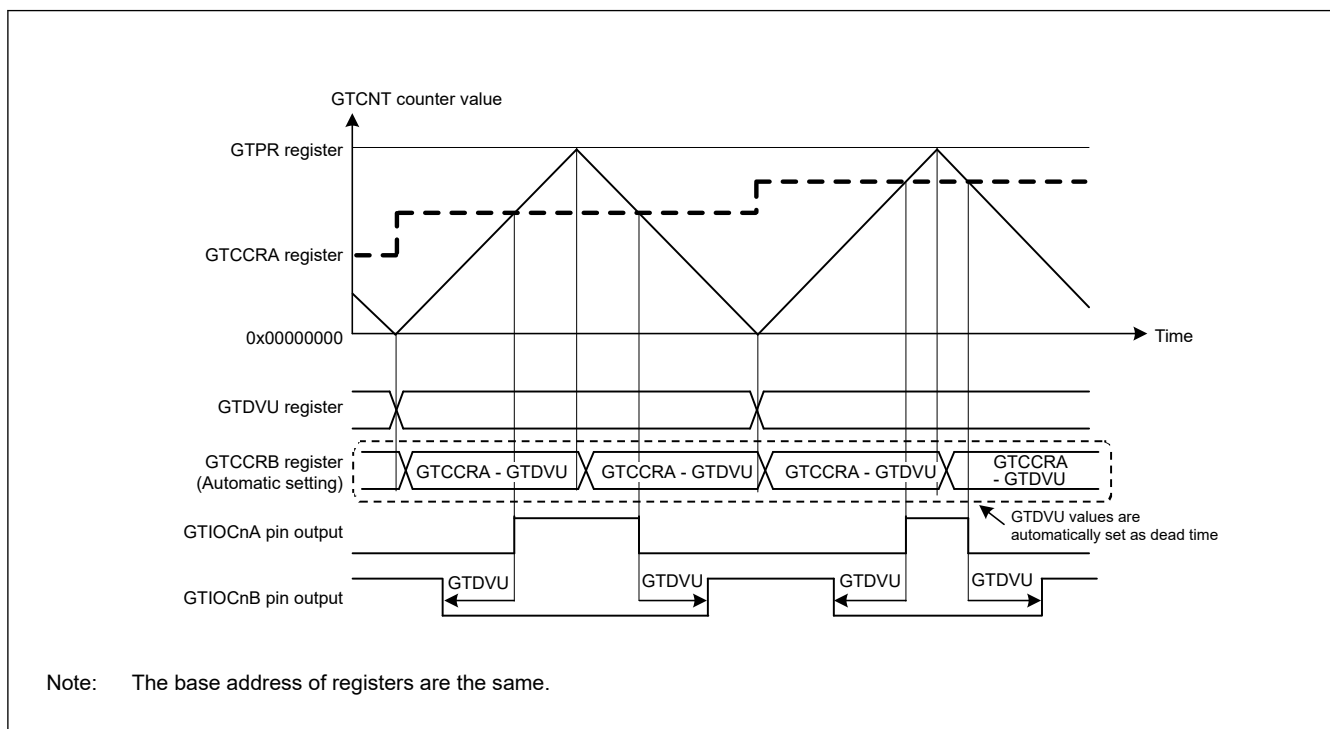 GTCNT counter value
GTPR register
GTCCRA register
0x00000000
Time
GTDVU register
GTCCRB register
(Automatic setting)
GTCCRA - GTDVU
GTCCRA - GTDVU
GTCCRA - GTDVU
GTCCRA
- GTDVU
GTIOCnA pin output
GTDVU values are
automatically set as dead time
GTIOCnB pin output
GTDVU
GTDVU
GTDVU
GTDVU
Note: The base address of registers are the same.